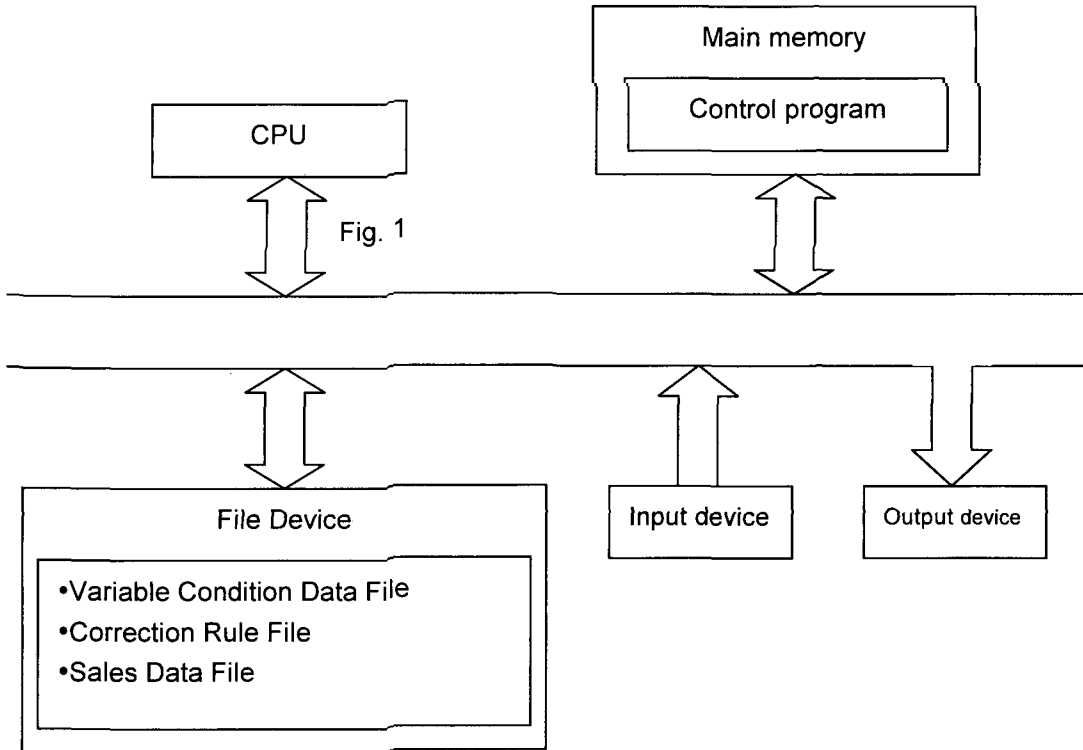 Main memory
Control program
CPU
Fig. 1
File Device
•Variable Condition Data File
•Correction Rule File
•Sales Data File
Input device
Output device